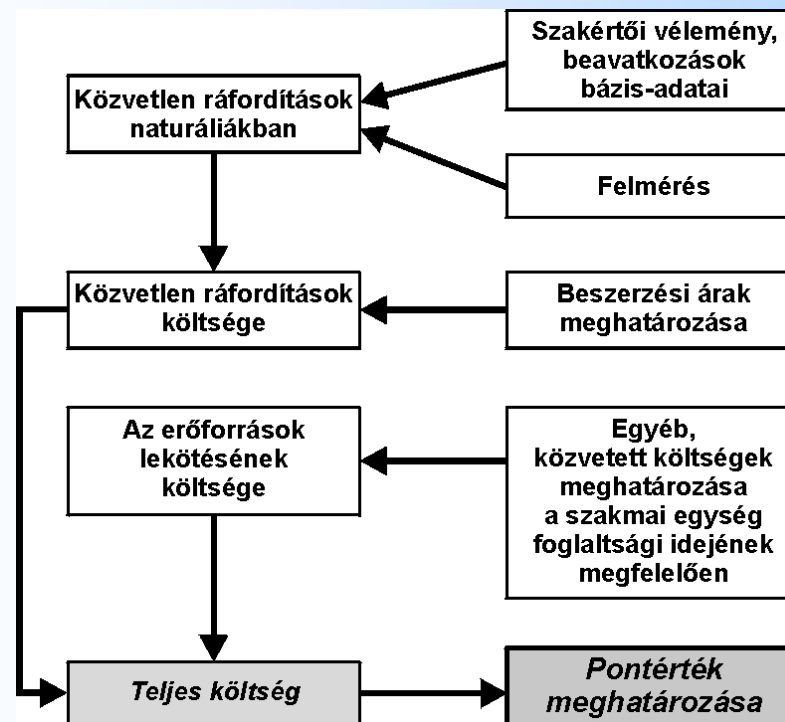 Szakértői vélemény,
beavatkozások
bázis-adatai
Közvetlen ráfordítások
naturáliákban
Felmérés
Közvetlen ráfordítások
költsége
Beszerzési árak
meghatározása
Az erőforrások
lekötésének
költsége
Egyéb,
közvetett költségek
meghatározása
a szakmai egység
foglaltsági idejének
megfelelően
Teljes költség
Pontérték
meghatározása